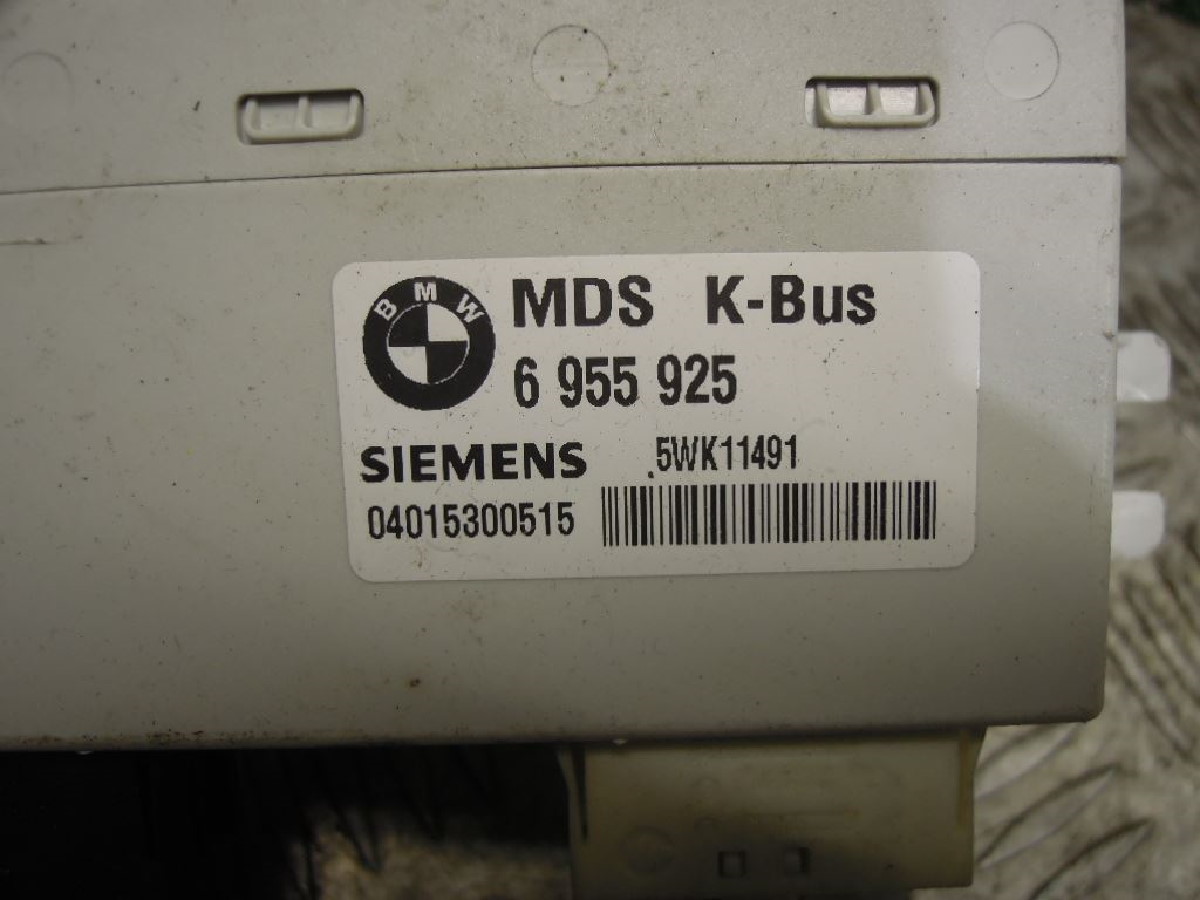 BMW
MDS K-Bus
6 955 925
SIEMENS .5WK11491
04015300515